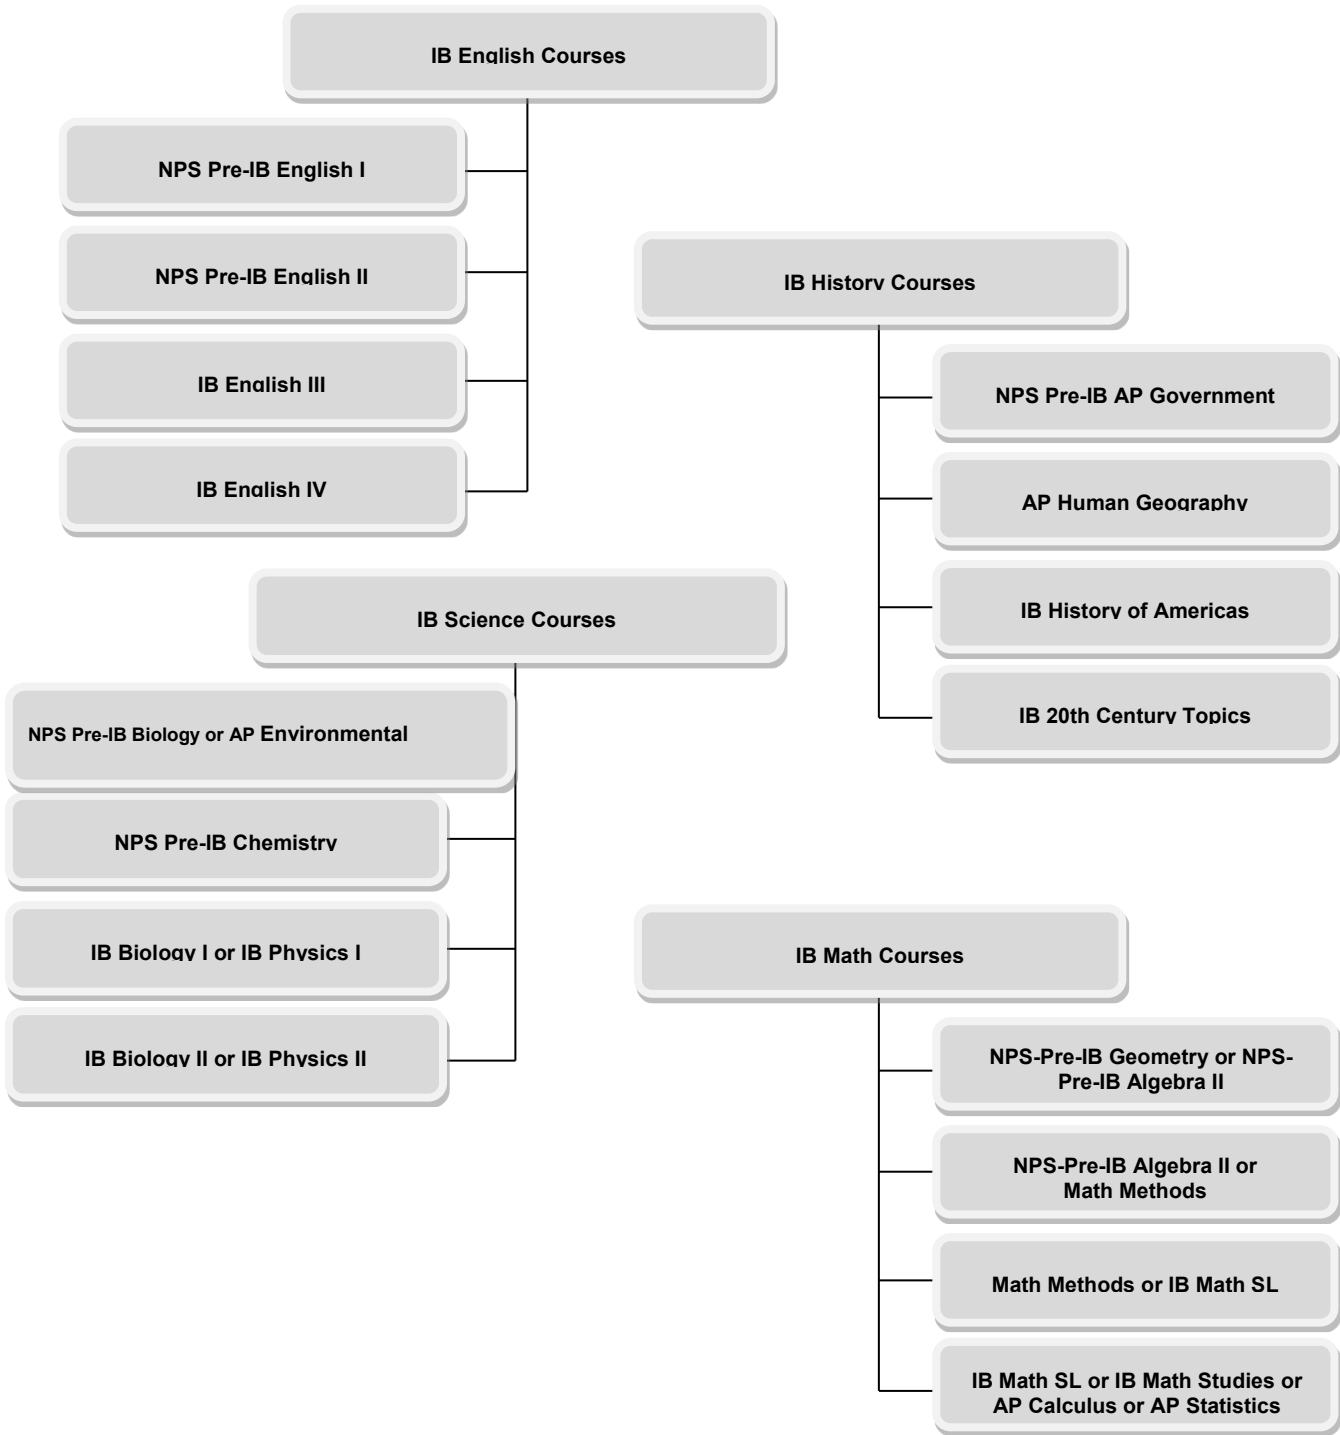 IB English Courses
NPS Pre-IB English I
NPS Pre-IB English II
IB English III
IB English IV
IB History Courses
NPS Pre-IB AP Government
AP Human Geography
IB History of Americas
IB 20th Century Topics
IB Science Courses
NPS Pre-IB Biology or AP Environmental
NPS Pre-IB Chemistry
IB Biology I or IB Physics I
IB Biology II or IB Physics II
IB Math Courses
NPS-Pre-IB Geometry or NPS-
Pre-IB Algebra II
NPS-Pre-IB Algebra II or
Math Methods
Math Methods or IB Math SL
IB Math SL or IB Math Studies or
AP Calculus or AP Statistics